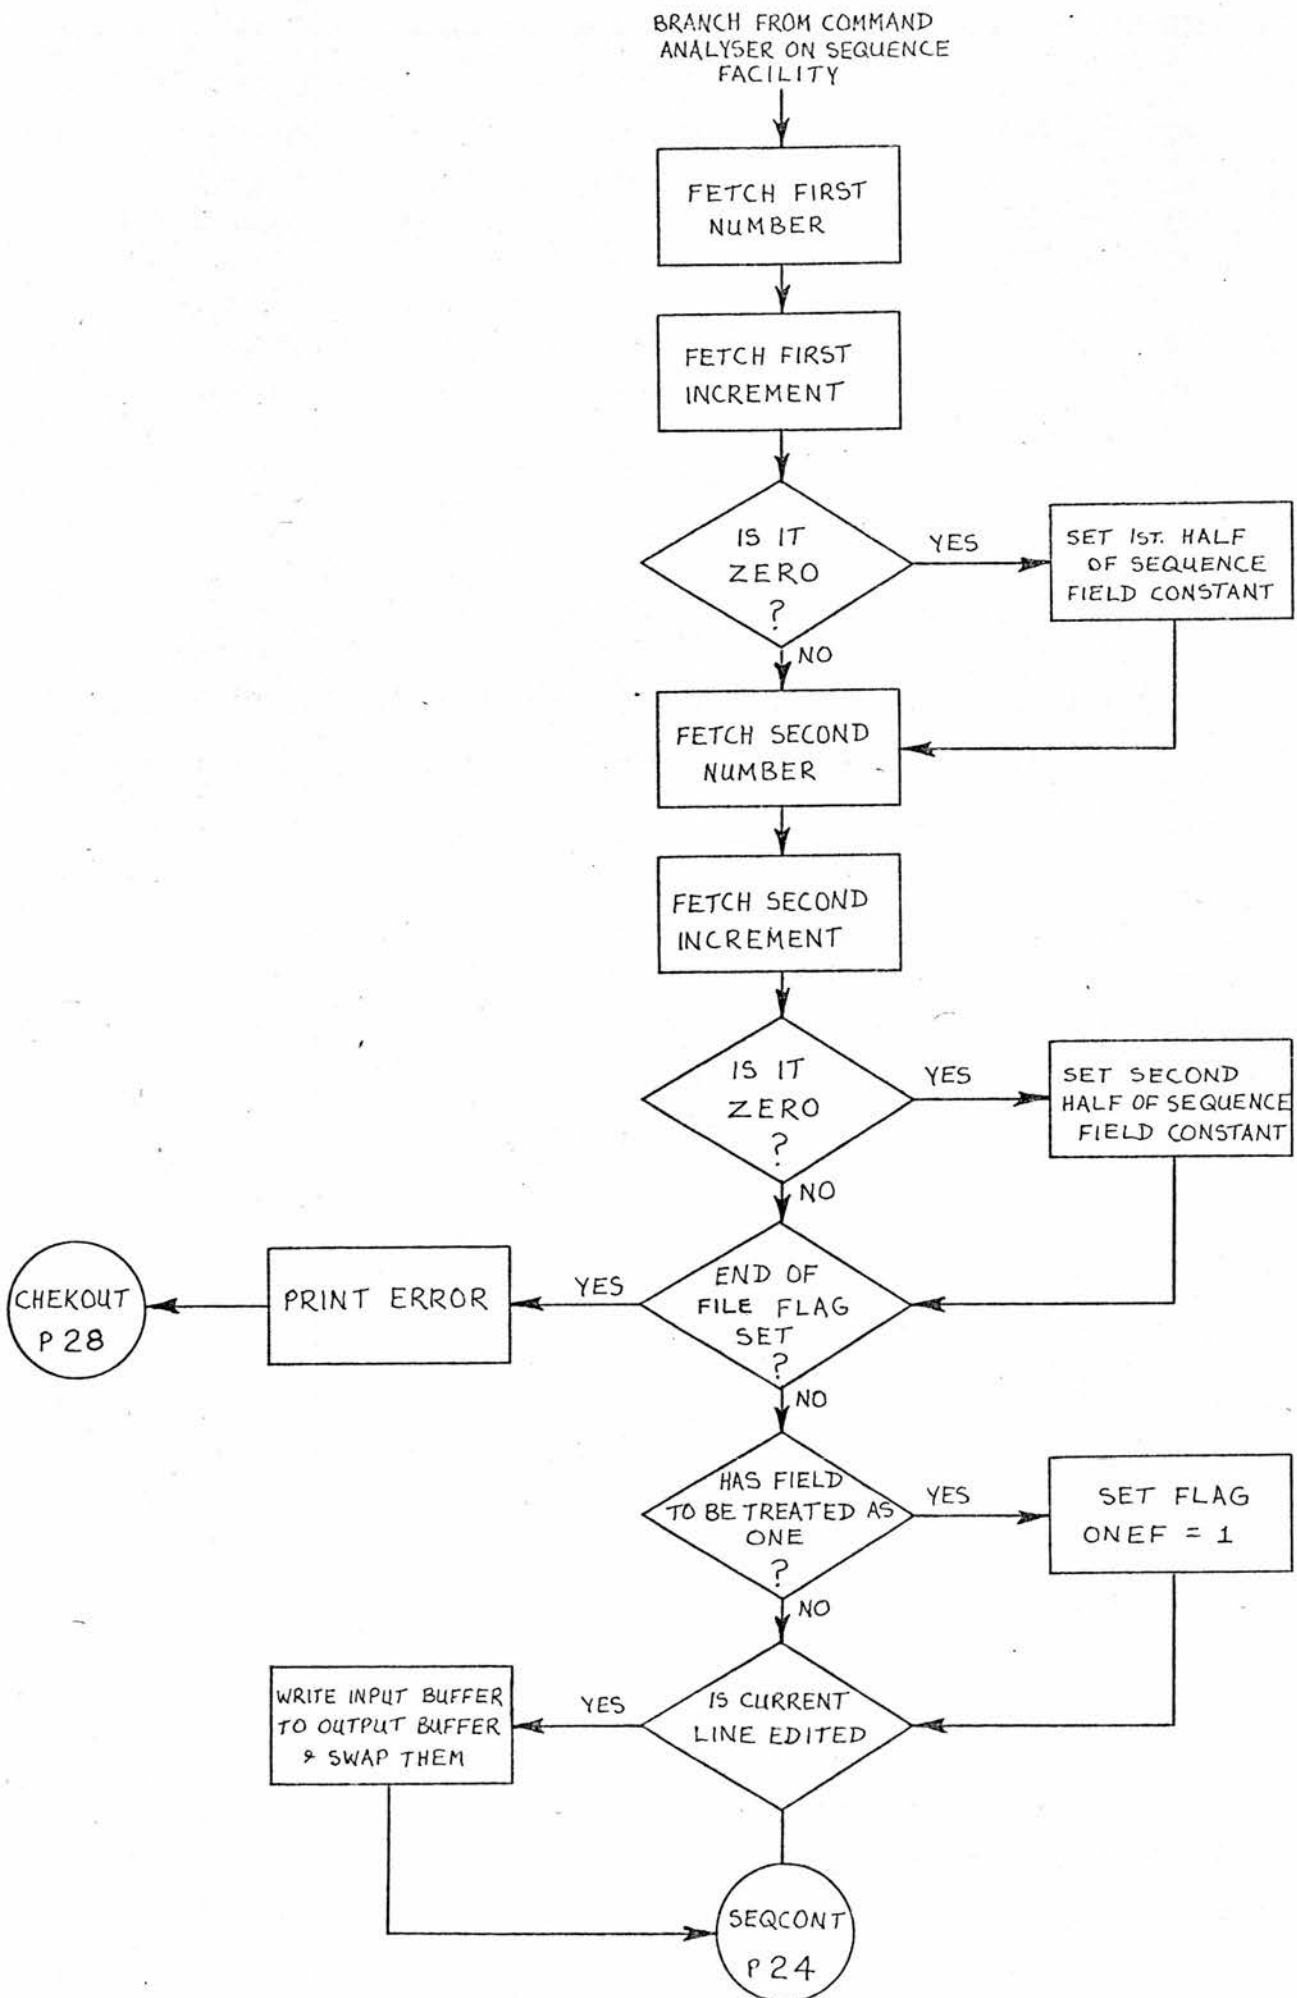 BRANCH FROM COMMAND
ANALYSER ON SEQUENCE
FACILITY
FETCH FIRST
NUMBER
FETCH FIRST
INCREMENT
IS IT
ZERO
?
YES
SET 1ST. HALF
OF SEQUENCE
FIELD CONSTANT
NO
FETCH SECOND
NUMBER
FETCH SECOND
INCREMENT
IS IT
ZERO
?
YES
SET SECOND
HALF OF SEQUENCE
FIELD CONSTANT
NO
END OF
FILE FLAG
SET
?
YES
PRINT ERROR
CHEKOUT
P 28
NO
HAS FIELD
TO BE TREATED AS
ONE
?
YES
SET FLAG
ONEF = 1
NO
IS CURRENT
LINE EDITED
YES
WRITE INPUT BUFFER
TO OUTPUT BUFFER
& SWAP THEM
SEQCONT
P 24